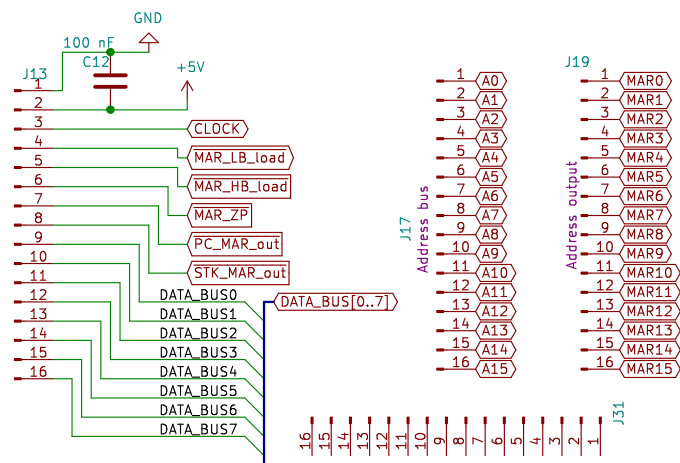 GND
100 nF
C12
+5V
J13
1
2
3
4
5
6
7
8
9
10
11
12
13
14
15
16
CLOCK
MAR_LB_load
MAR_HB_load
MAR_ZP
PC_MAR_out
STK_MAR_out
DATA_BUS0
DATA_BUS1
DATA_BUS2
DATA_BUS3
DATA_BUS4
DATA_BUS5
DATA_BUS6
DATA_BUS7
DATA_BUS[0..7]
J17
Address bus
1 A0
2 A1
3 A2
4 A3
5 A4
6 A5
7 A6
8 A7
9 A8
10 A9
11 A10
12 A11
13 A12
14 A13
15 A14
16 A15
J19
Address output
1 MAR0
2 MAR1
3 MAR2
4 MAR3
5 MAR4
6 MAR5
7 MAR6
8 MAR7
9 MAR8
10 MAR9
11 MAR10
12 MAR11
13 MAR12
14 MAR13
15 MAR14
16 MAR15
16 15 14 13 12 11 10 9 8 7 6 5 4 3 2 1
J31